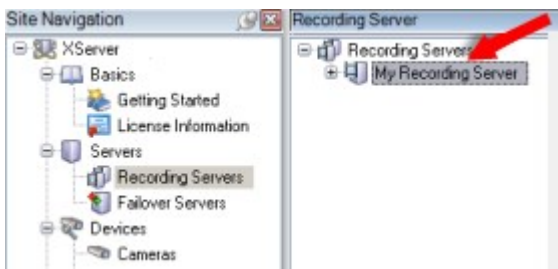 Site Navigation
XServer
Basics
Getting Started
License Information
Servers
Recording Servers
Failover Servers
Devices
Cameras
Recording Server
Recording Servers
My Recording Server